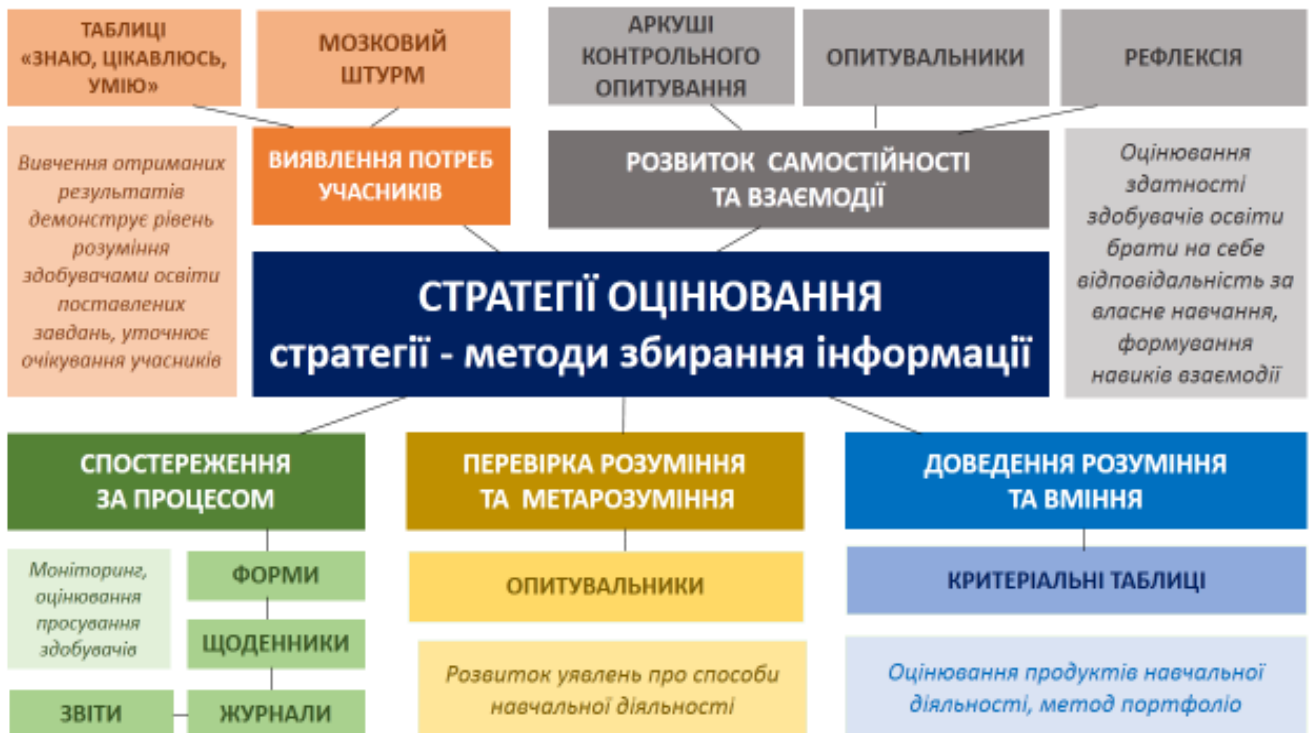 ТАБЛИЦІ
«ЗНАЮ, ЦІКАВЛЮСЬ,
УМІЮ»
МОЗКОВИЙ
ШТУРМ
АРКУШІ
КОНТРОЛЬНОГО
ОПИТУВАННЯ
ОПИТУВАЛЬНИКИ
РЕФЛЕКСІЯ
Вивчення отриманих
результатів
демонструє рівень
розуміння
здобувачами освіти
поставлених
завдань, уточнює
очікування учасників
ВИЯВЛЕННЯ ПОТРЕБ
УЧАСНИКІВ
РОЗВИТОК САМОСТІЙНОСТІ
ТА ВЗАЄМОДІЇ
Оцінювання
здатності
здобувачів освіти
брати на себе
відповідальність за
власне навчання,
формування
навиків взаємодії
СТРАТЕГІЇ ОЦІНЮВАННЯ
стратегії - методи збирання інформації
СПОСТЕРЕЖЕННЯ
ЗА ПРОЦЕСОМ
Моніторинг,
оцінювання
просування
здобувачів
ФОРМИ
ЩОДЕННИКИ
ЗВІТИ
ЖУРНАЛИ
ПЕРЕВІРКА РОЗУМІННЯ
ТА МЕТАРОЗУМІННЯ
ОПИТУВАЛЬНИКИ
Розвиток уявлень про способи
навчальної діяльності
ДОВЕДЕННЯ РОЗУМІННЯ
ТА ВМІННЯ
КРИТЕРІАЛЬНІ ТАБЛИЦІ
Оцінювання продуктів навчальної
діяльності, метод портфоліо